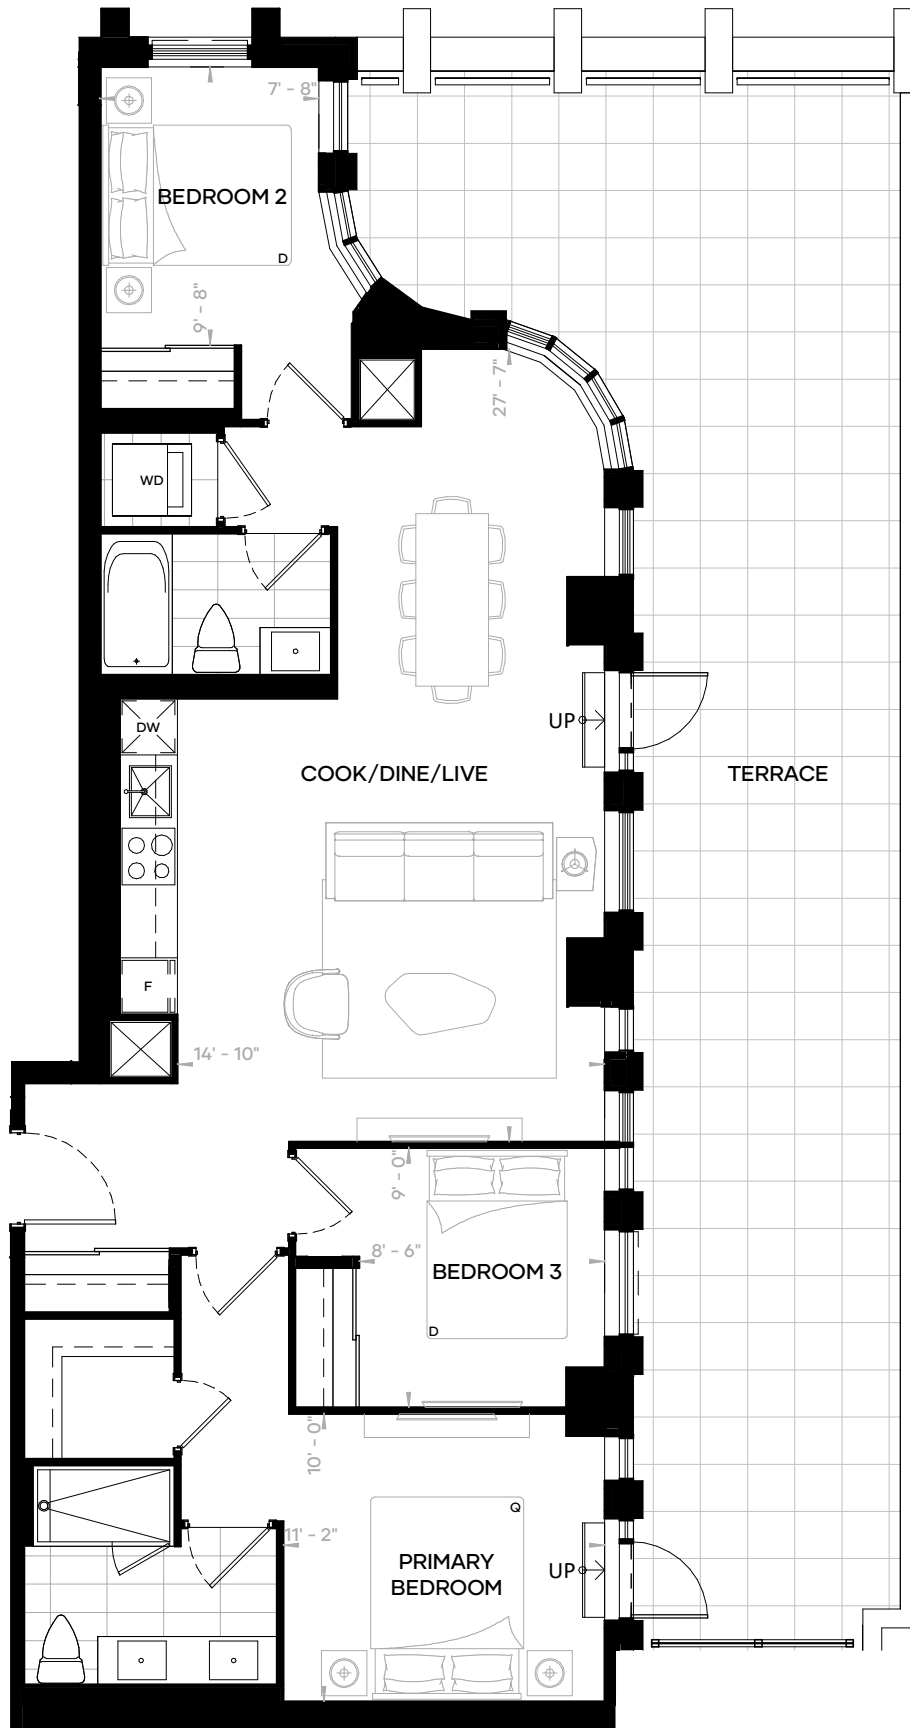 7' - 8"
BEDROOM 2
D
9' - 8"
27' - 7"
WD
DW
UP
COOK/DINE/LIVE
TERRACE
F
14' - 10"
9' - 0"
8' - 6"
BEDROOM 3
D
10' - 0"
Q
11' - 2"
PRIMARY
BEDROOM
UP